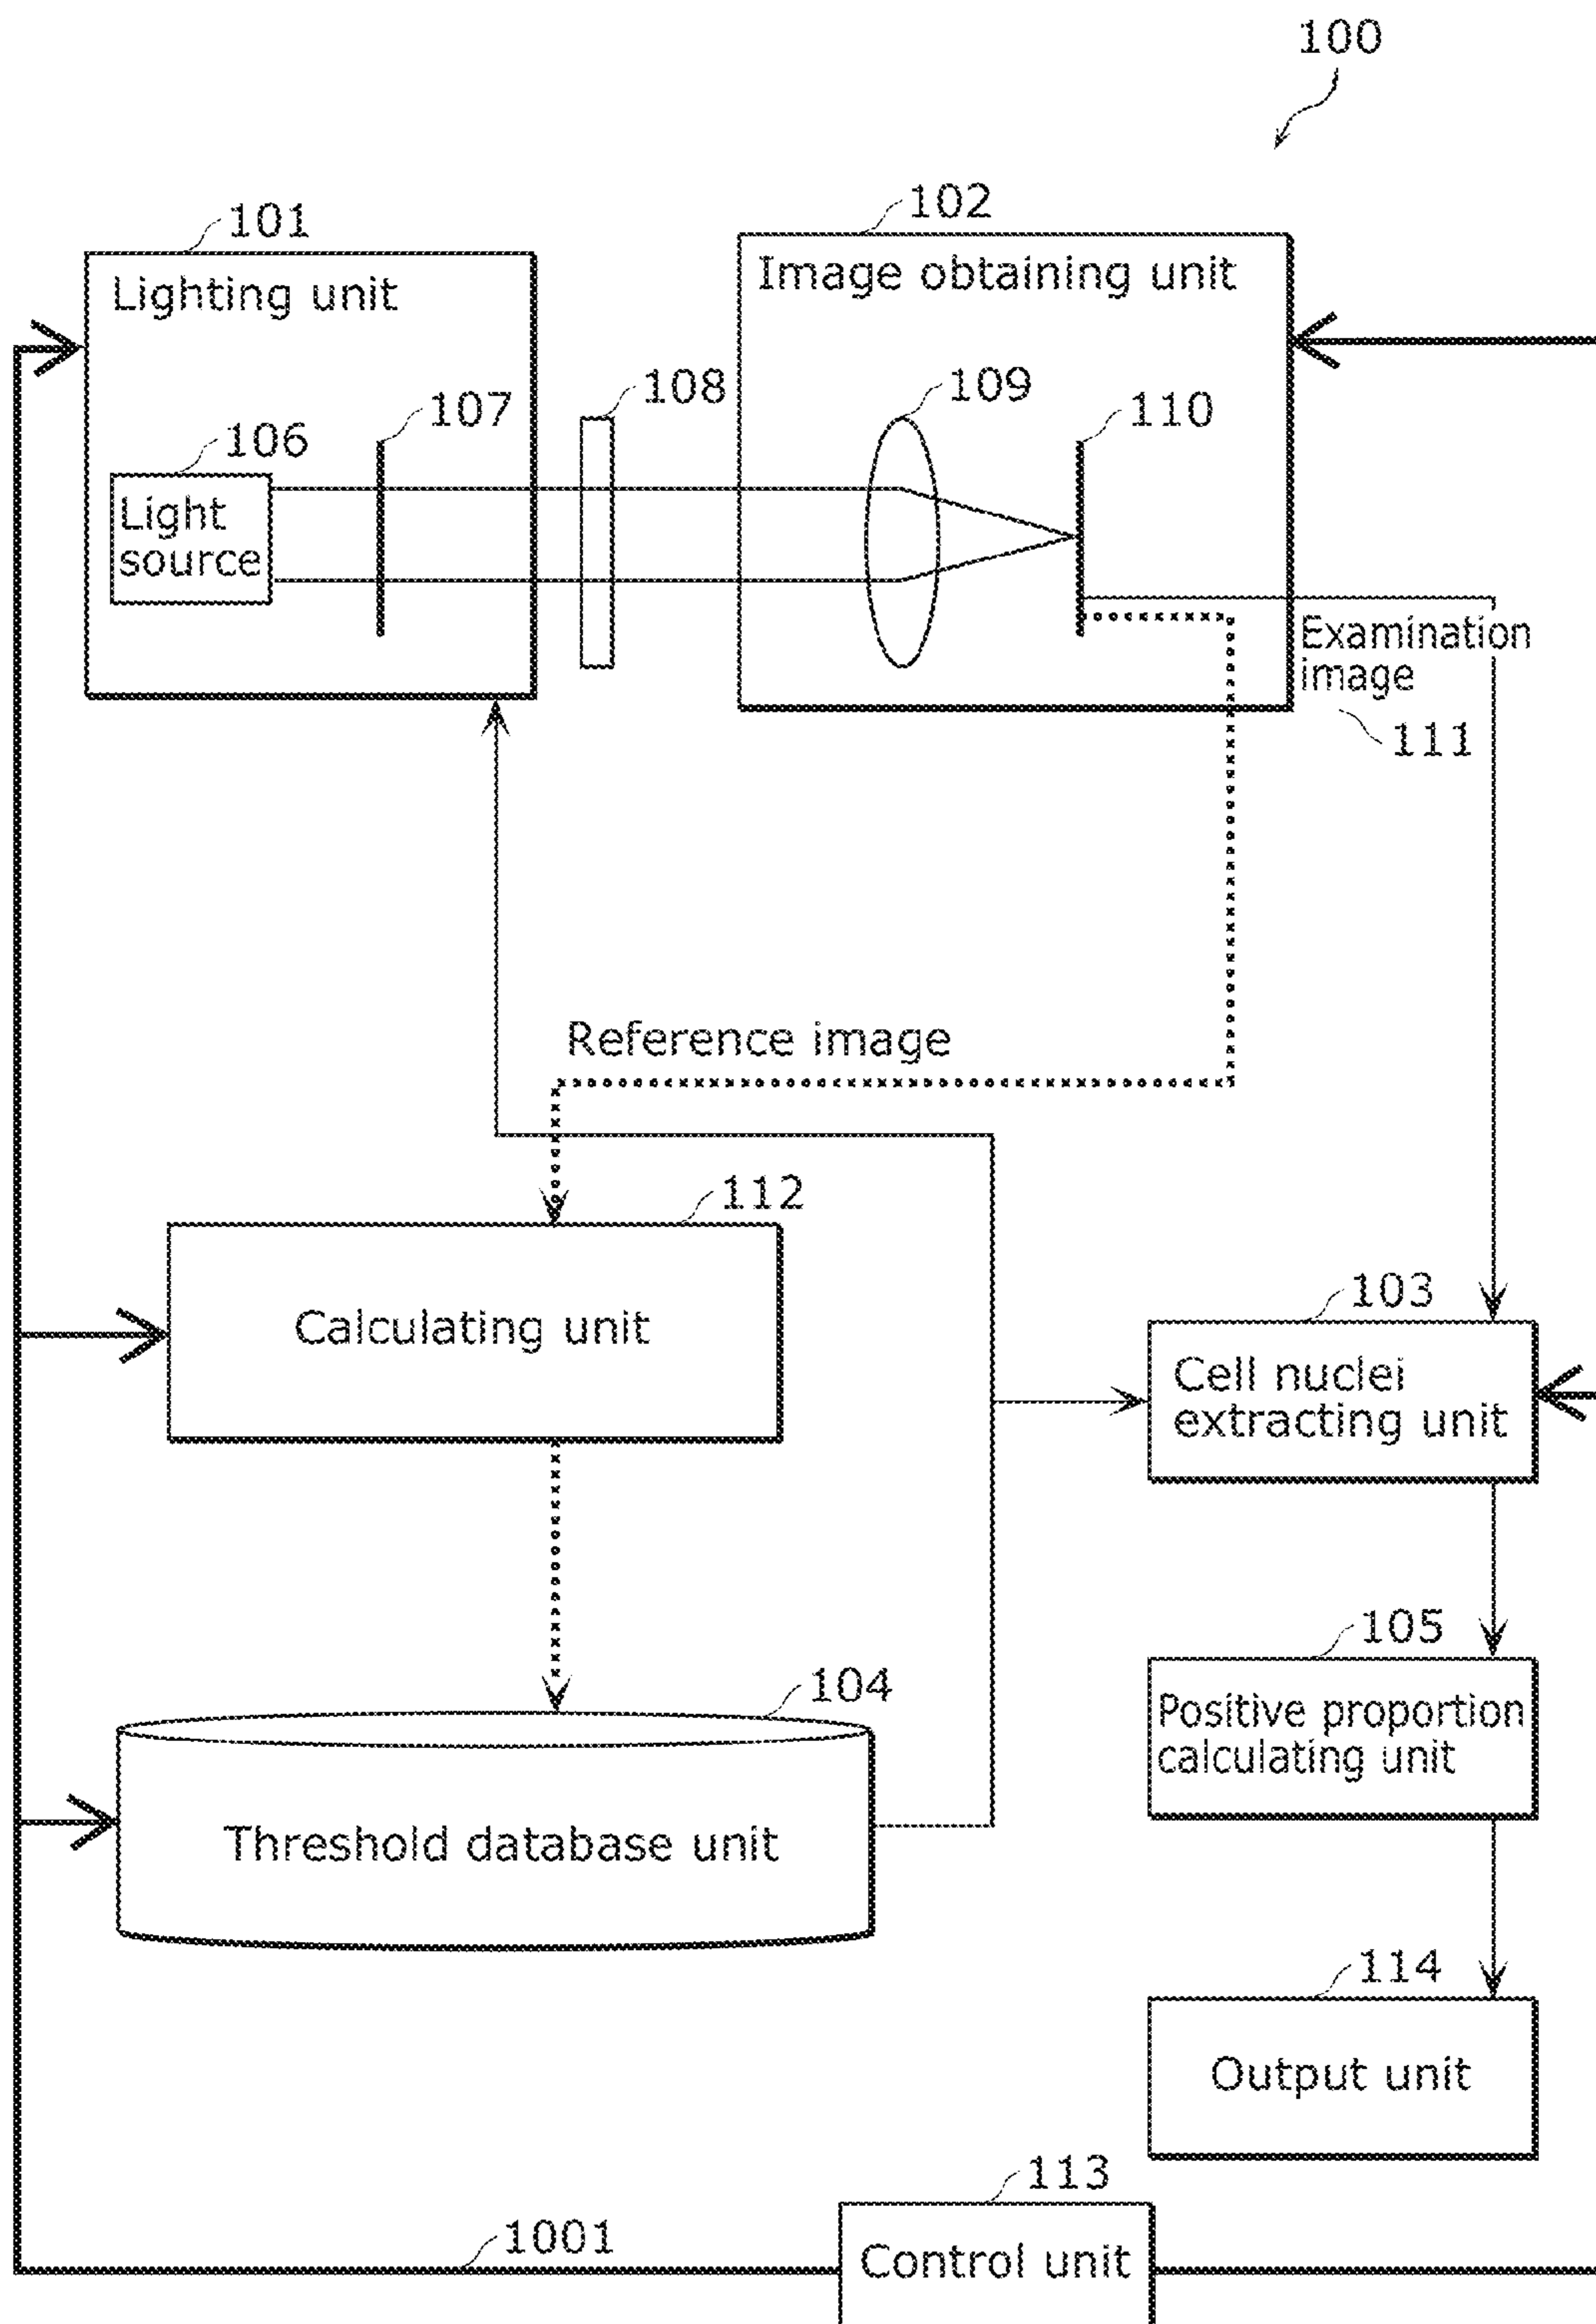 100
101
102
Lighting unit
Image obtaining unit
108
109
107
110
106
Light
source
Examination
image
111
Reference image
112
Calculating unit
103
Cell nuclei
extracting unit
105
104
Positive proportion
calculating unit
Threshold database unit
114
Output unit
113
1001
Control unit